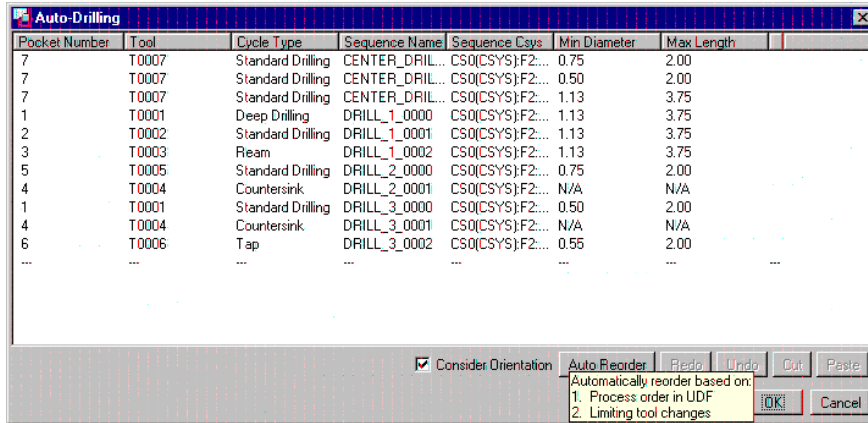 Auto-Drilling
Pocket Number Tool Cycle Type Sequence Name Sequence Csys Min Diameter Max Length
7 T0007 Standard Drilling CENTER_DRIL... CS0(CSYS):F2:... 0.75 2.00
7 T0007 Standard Drilling CENTER_DRIL... CS0(CSYS):F2:... 0.50 2.00
7 T0007 Standard Drilling CENTER_DRIL... CS0(CSYS):F2:... 1.13 3.75
1 T0001 Deep Drilling DRILL_1_0000 CS0(CSYS):F2:... 1.13 3.75
2 T0002 Standard Drilling DRILL_1_0001 CS0(CSYS):F2:... 1.13 3.75
3 T0003 Ream DRILL_1_0002 CS0(CSYS):F2:... 1.13 3.75
5 T0005 Standard Drilling DRILL_2_0000 CS0(CSYS):F2:... 0.75 2.00
4 T0004 Countersink DRILL_2_0001 CS0(CSYS):F2:... N/A N/A
1 T0001 Standard Drilling DRILL_3_0000 CS0(CSYS):F2:... 0.50 2.00
4 T0004 Countersink DRILL_3_0001 CS0(CSYS):F2:... N/A N/A
6 T0006 Tap DRILL_3_0002 CS0(CSYS):F2:... 0.55 2.00
... ... ... ... ... ... ... ...
Consider Orientation Auto Reorder Redo Undo Cut Paste
Automatically reorder based on:
1. Process order in UDF
2. Limiting tool changes
OK Cancel